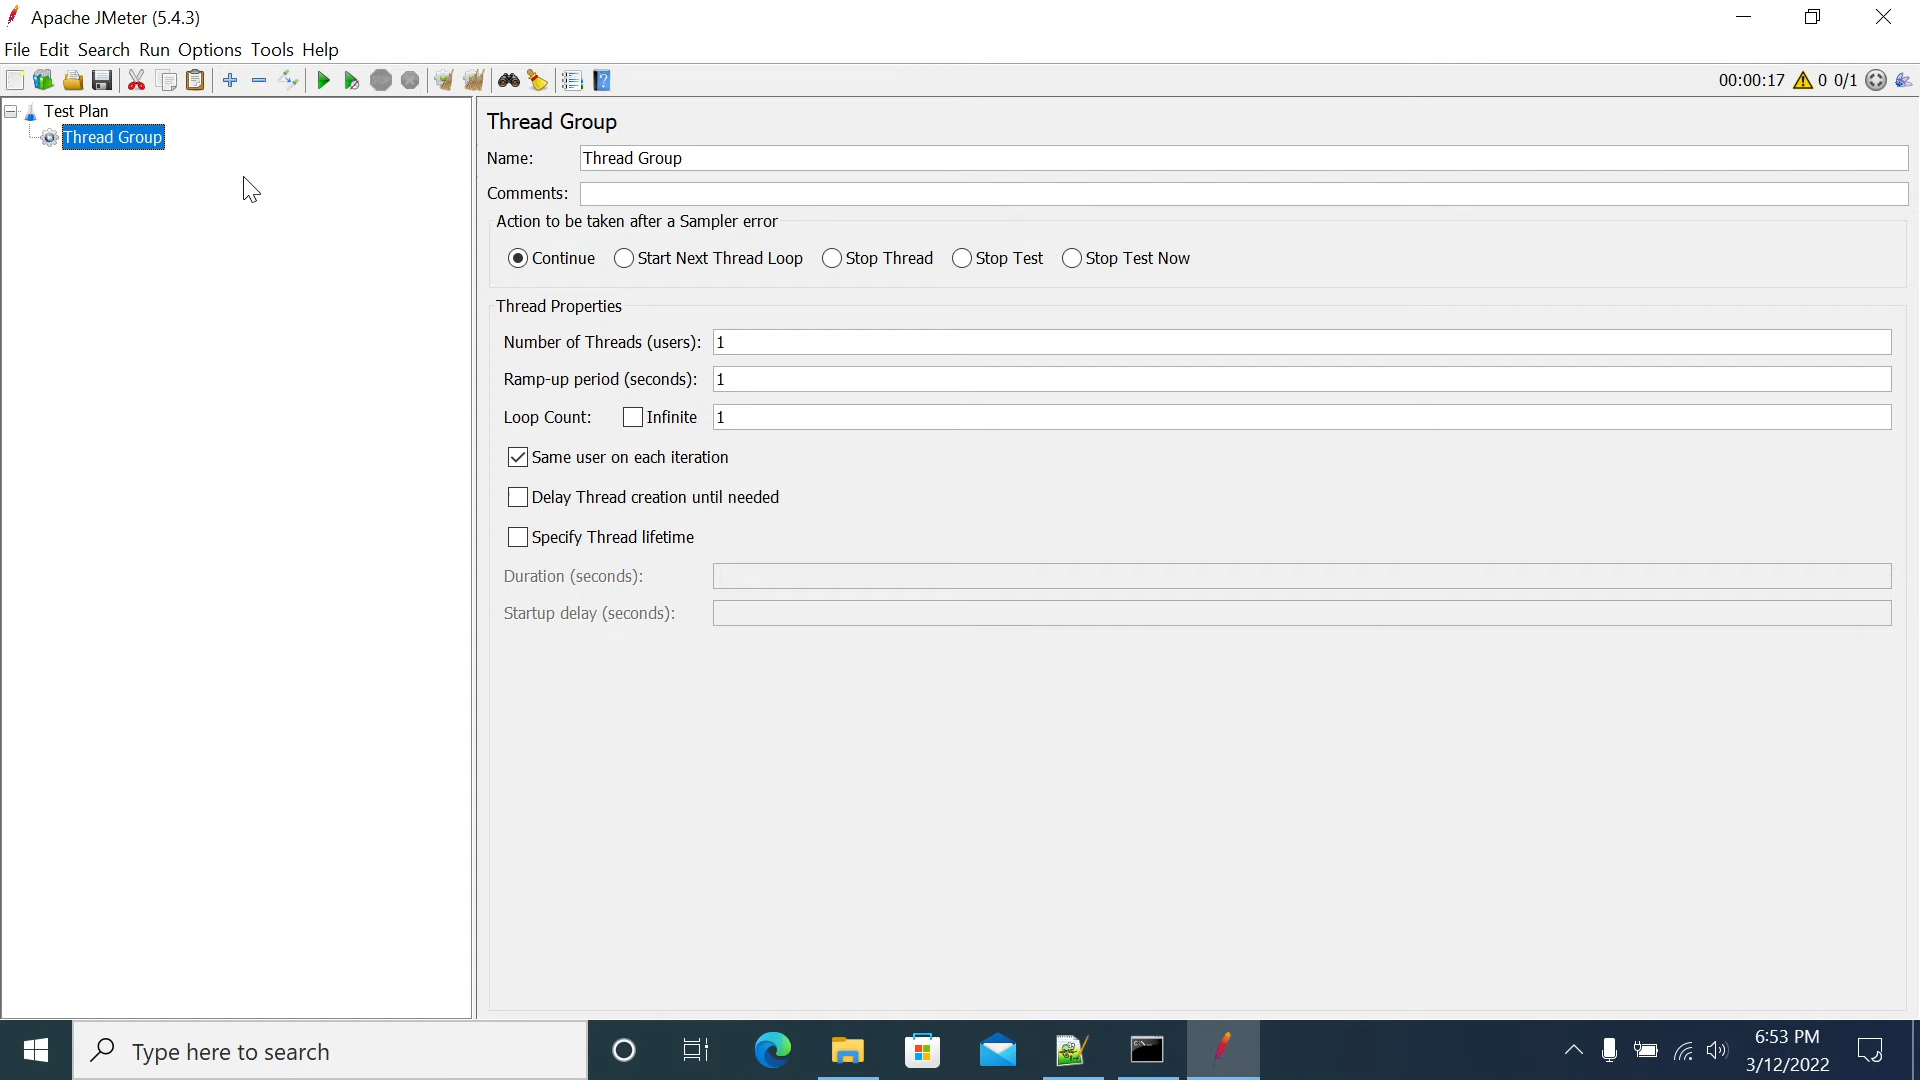 Apache JMeter (5.4.3)
File Edit Search Run Options Tools Help
00:00:17 0 0/1
Test Plan
Thread Group
Thread Group
Name: Thread Group
Comments:
Action to be taken after a Sampler error
Continue Start Next Thread Loop Stop Thread Stop Test Stop Test Now
Thread Properties
Number of Threads (users): 1
Ramp-up period (seconds): 1
Loop Count: Infinite 1
Same user on each iteration
Delay Thread creation until needed
Specify Thread lifetime
Duration (seconds):
Startup delay (seconds):
Type here to search
6:53 PM
3/12/2022